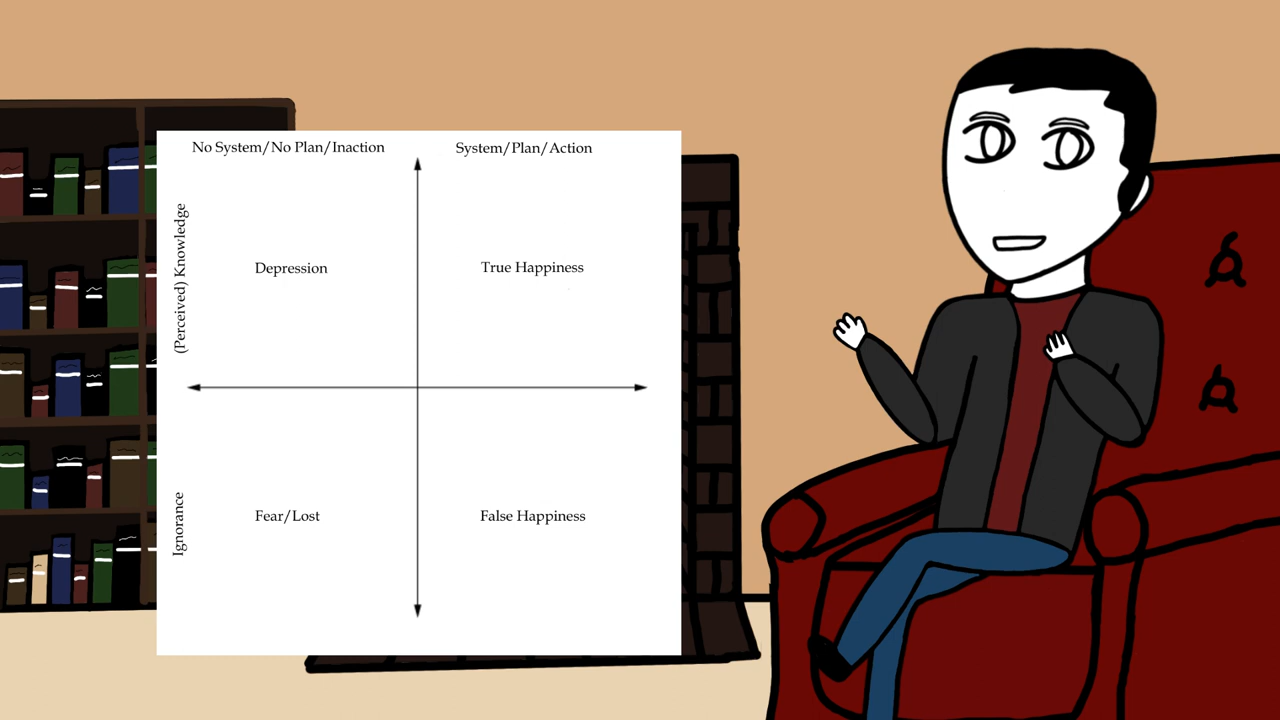 No System/No Plan/Inaction
System/Plan/Action
(Perceived) Knowledge
Depression
True Happiness
Ignorance
Fear/Lost
False Happiness